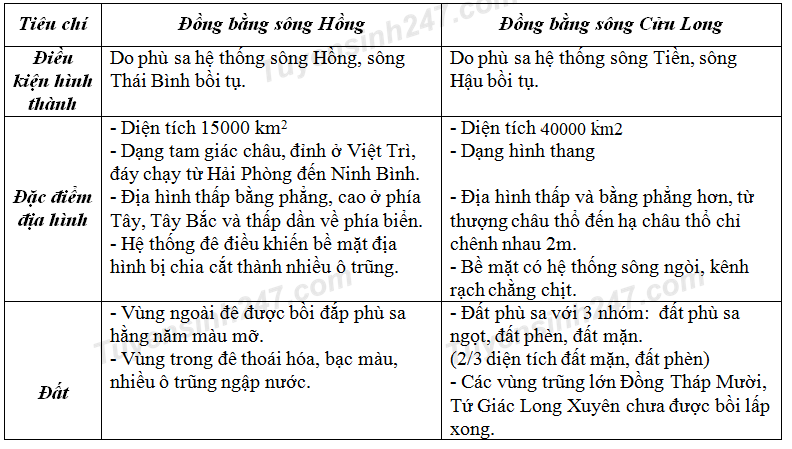 Tiêu chí
Đồng bằng sông Hồng
Đồng bằng sông Cửu Long
Điều
kiện hình
thành
Do phù sa hệ thống sông Hồng, sông
Thái Bình bồi tụ.
Do phù sa hệ thống sông Tiền, sông
Hậu bồi tụ.
Đặc điểm
địa hình
- Diện tích 15000 km2
- Dạng tam giác châu, đỉnh ở Việt Trì,
đáy chạy từ Hải Phòng đến Ninh Bình.
- Địa hình thấp bằng phẳng, cao ở phía
Tây, Tây Bắc và thấp dần về phía biển.
- Hệ thống đê điều khiến bề mặt địa
hình bị chia cắt thành nhiều ô trũng.
- Diện tích 40000 km2
- Dạng hình thang
- Địa hình thấp và bằng phẳng hơn, từ
thượng châu thổ đến hạ châu thổ chỉ
chênh nhau 2m.
- Bề mặt có hệ thống sông ngòi, kênh
rạch chằng chịt.
Đất
- Vùng ngoài đê được bồi đắp phù sa
hằng năm màu mỡ.
- Vùng trong đê thoái hóa, bạc màu,
nhiều ô trũng ngập nước.
- Đất phù sa với 3 nhóm: đất phù sa
ngọt, đất phèn, đất mặn.
(2/3 diện tích đất mặn, đất phèn)
- Các vùng trũng lớn Đồng Tháp Mười,
Tứ Giác Long Xuyên chưa được bồi lấp
xong.
Tuyensinh247.com
Tuyensinh247.com
Tuyensinh247.com